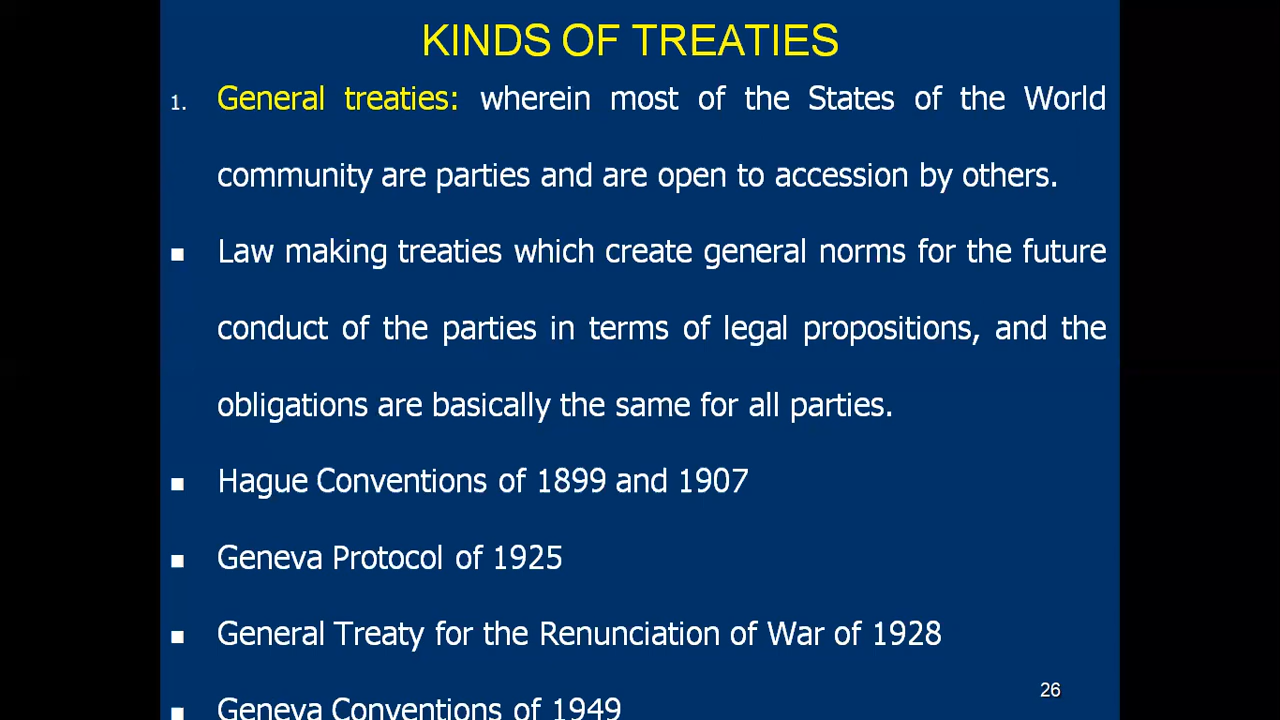 KINDS OF TREATIES
1. General treaties: wherein most of the States of the World
community are parties and are open to accession by others.
■ Law making treaties which create general norms for the future
conduct of the parties in terms of legal propositions, and the
obligations are basically the same for all parties.
■ Hague Conventions of 1899 and 1907
■ Geneva Protocol of 1925
■ General Treaty for the Renunciation of War of 1928
■ Geneva Conventions of 1949
26